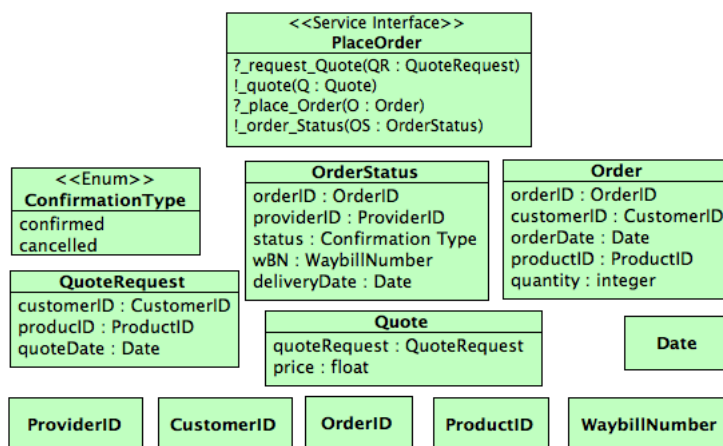 <<Service Interface>>
PlaceOrder
?_request_Quote(QR : QuoteRequest)
!_quote(Q : Quote)
?_place_Order(O : Order)
!_order_Status(OS : OrderStatus)
<<Enum>>
ConfirmationType
confirmed
cancelled
OrderStatus
orderID : OrderID
providerID : ProviderID
status : Confirmation Type
wBN : WaybillNumber
deliveryDate : Date
Order
orderID : OrderID
customerID : CustomerID
orderDate : Date
productID : ProductID
quantity : integer
QuoteRequest
customerID : CustomerID
producID : ProductID
quoteDate : Date
Quote
quoteRequest : QuoteRequest
price : float
Date
ProviderID
CustomerID
OrderID
ProductID
WaybillNumber